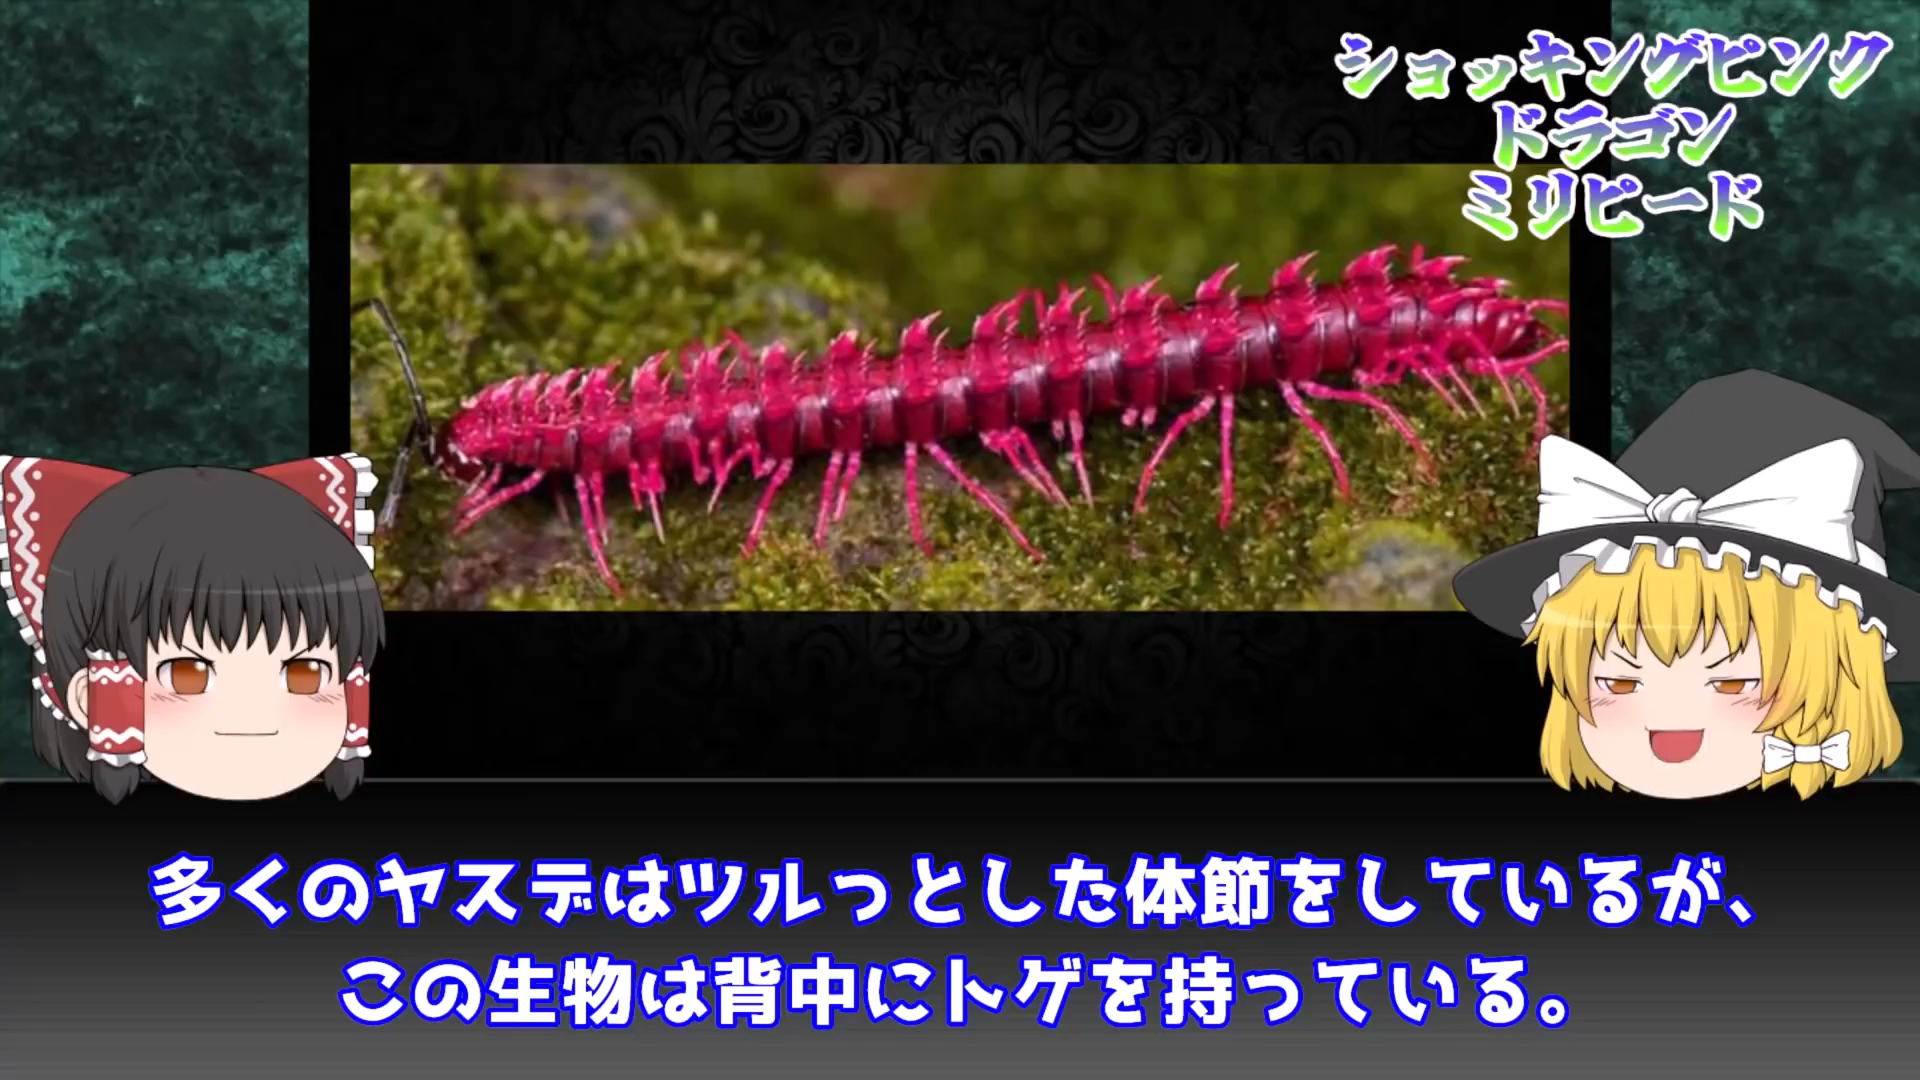 ショッキングピンク
ドラゴン
ミリピード
多くのヤスデはツルっとした体節をしているが、
この生物は背中にトゲを持っている。